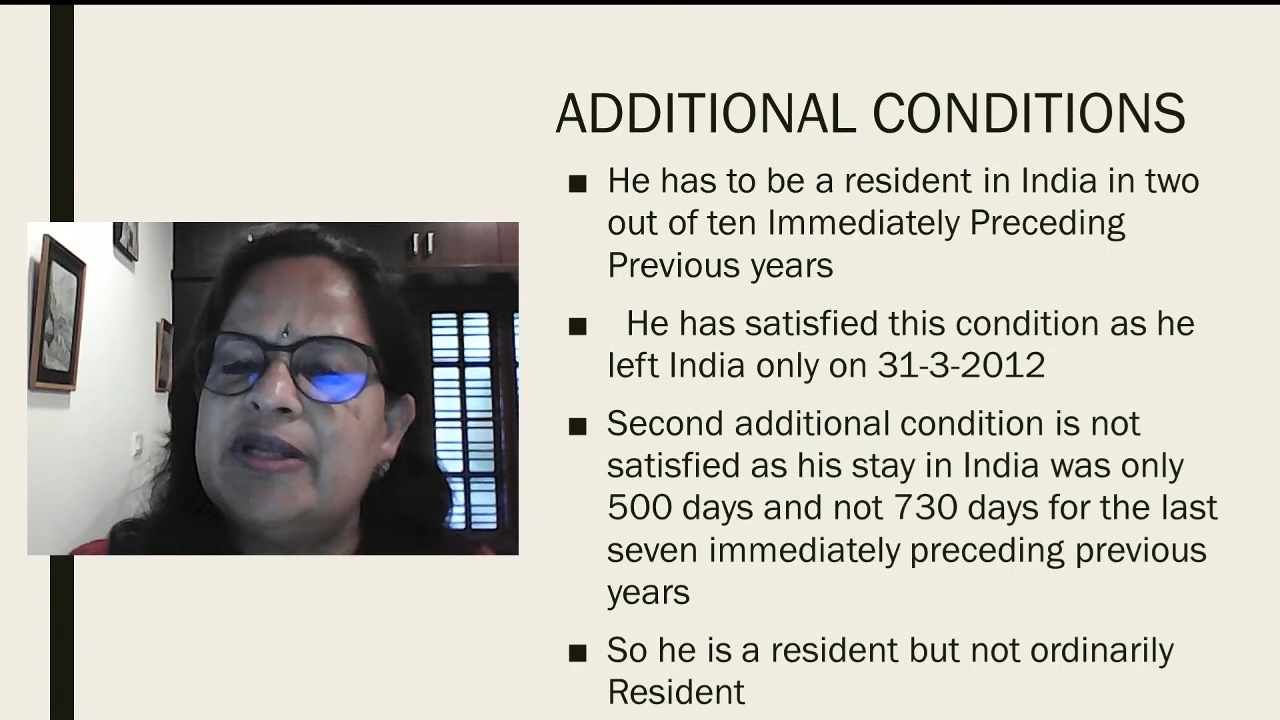 ADDITIONAL CONDITIONS
■ He has to be a resident in India in two
out of ten Immediately Preceding
Previous years
■ He has satisfied this condition as he
left India only on 31-3-2012
■ Second additional condition is not
satisfied as his stay in India was only
500 days and not 730 days for the last
seven immediately preceding previous
years
■ So he is a resident but not ordinarily
Resident